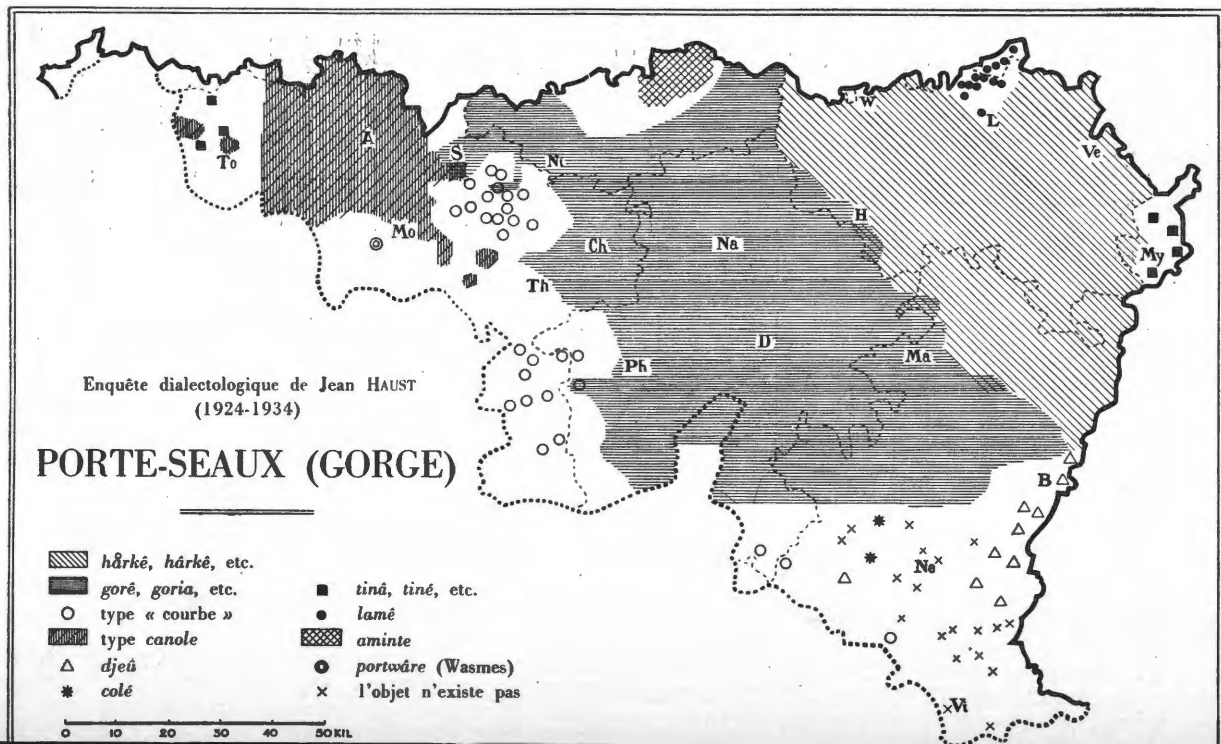 W
L
A
To
S
Ni
Ve
H
Mo
Ch
Na
My
Th
D
Ma
Ph
Enquête dialectologique de Jean HAUST
(1924-1934)
PORTE-SEAUX (GORGE)
B
Ne
Vi
hårkê, hârkê, etc.
gorê, goria, etc.
type « courbe »
type canole
djeû
colé
tinâ, tiné, etc.
lamê
aminte
portwâre (Wasmes)
l'objet n'existe pas
0 10 20 30 40 50 KIL.